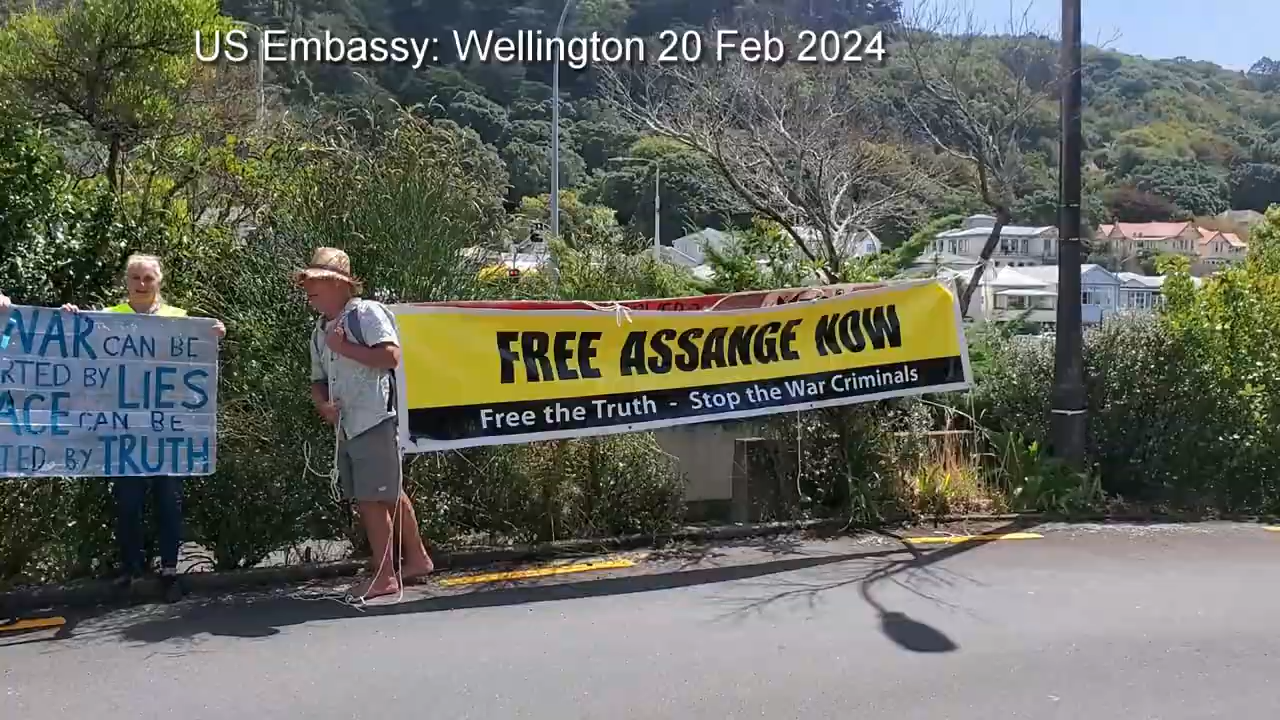 US Embassy: Wellington 20 Feb 2024
WAR CAN BE
RTED BY LIES
ACE CAN BE
TED BY TRUTH
FREE ASSANGE NOW
Free the Truth - Stop the War Criminals